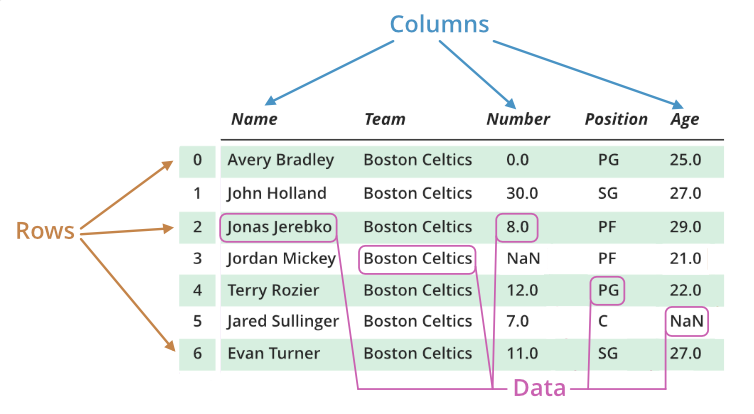 Columns
Name Team Number Position Age
0 Avery Bradley Boston Celtics 0.0 PG 25.0
1 John Holland Boston Celtics 30.0 SG 27.0
Rows
2 Jonas Jerebko Boston Celtics 8.0 PF 29.0
3 Jordan Mickey Boston Celtics NaN PF 21.0
4 Terry Rozier Boston Celtics 12.0 PG 22.0
5 Jared Sullinger Boston Celtics 7.0 C NaN
6 Evan Turner Boston Celtics 11.0 SG 27.0
Data